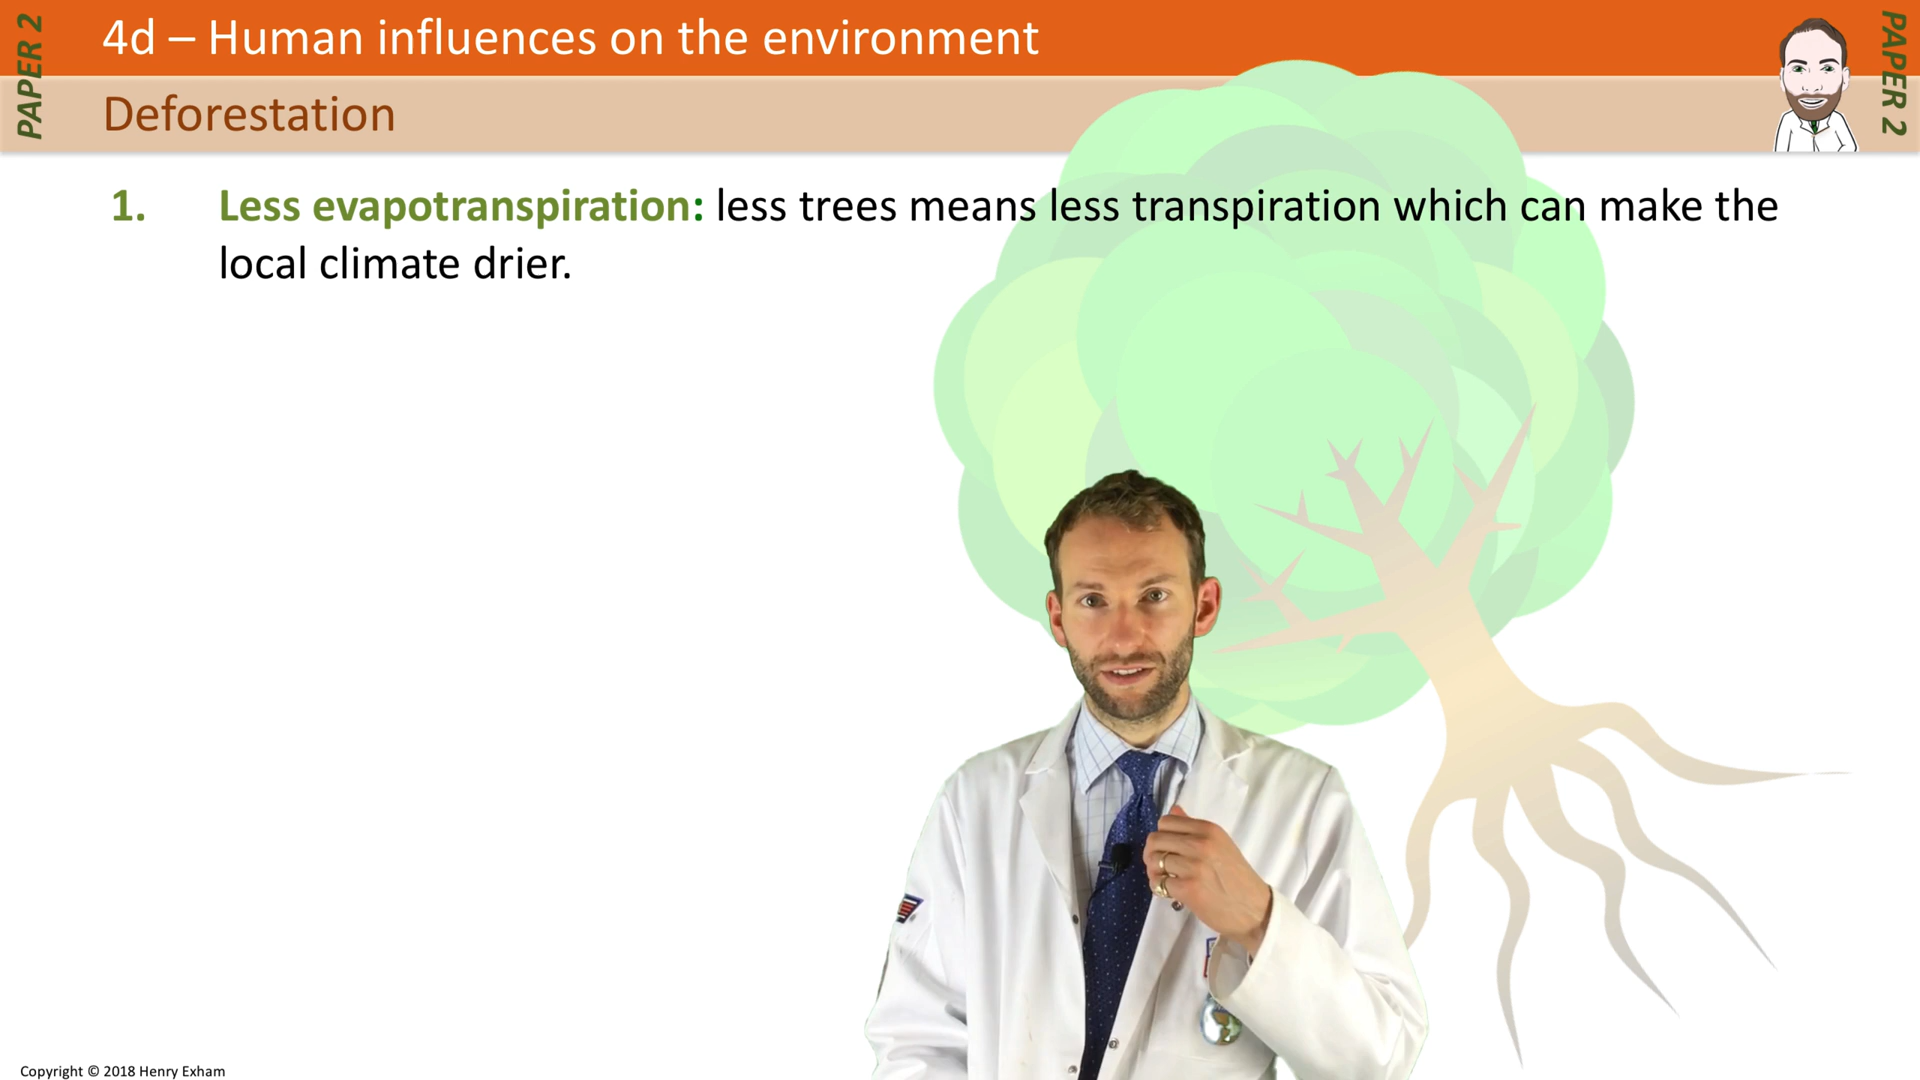 PAPER 2
4d – Human influences on the environment
PAPER 2
Deforestation
1. Less evapotranspiration: less trees means less transpiration which can make the
local climate drier.
Copyright © 2018 Henry Exham